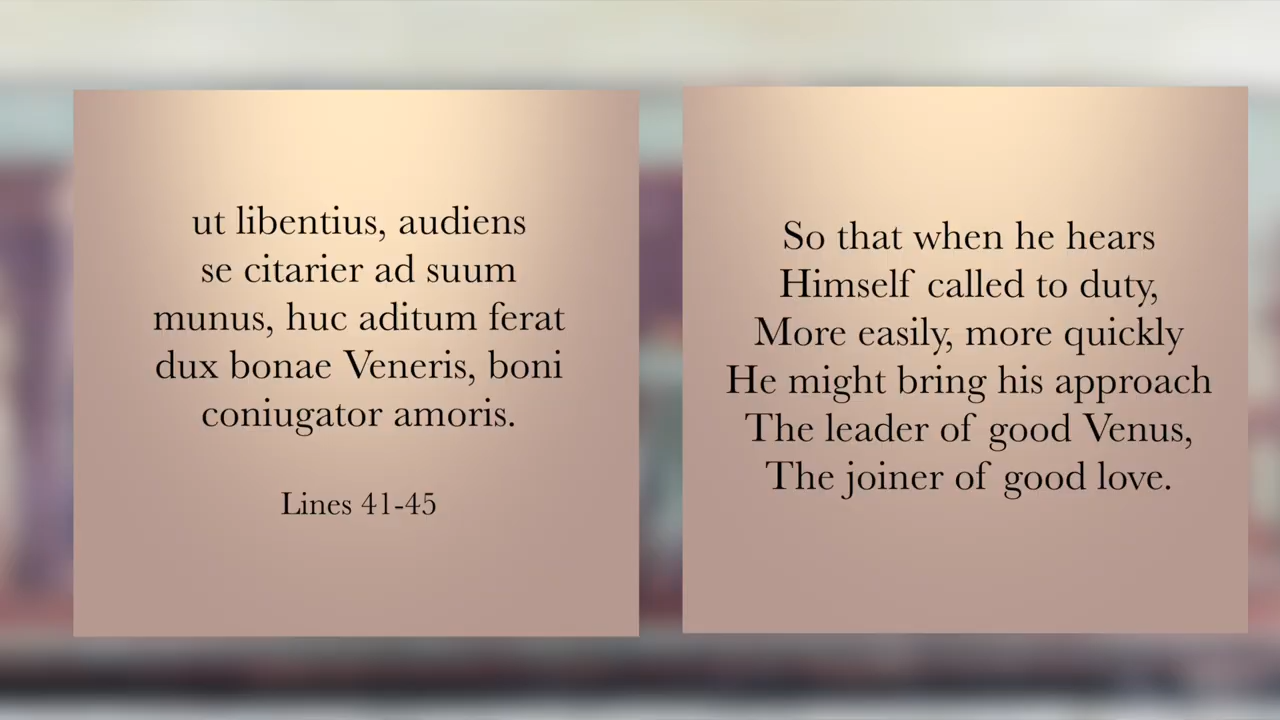 ut libentius, audiens
se citarier ad suum
munus, huc aditum ferat
dux bonae Veneris, boni
coniugator amoris.
Lines 41-45
So that when he hears
Himself called to duty,
More easily, more quickly
He might bring his approach
The leader of good Venus,
The joiner of good love.